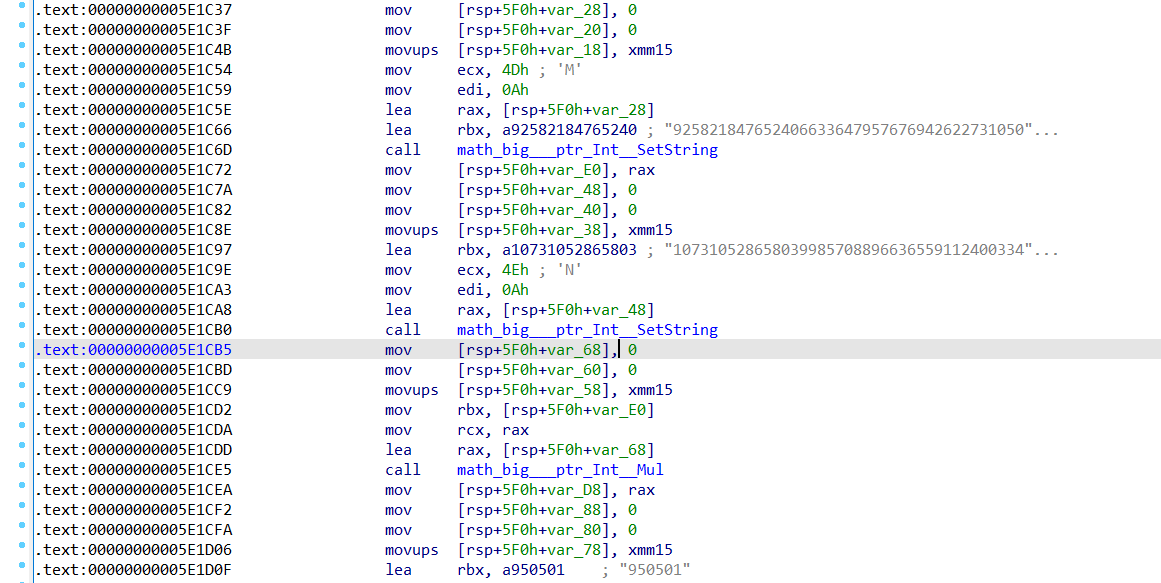 .text:00000000005E1C37 mov [rsp+5F0h+var_28], 0
.text:00000000005E1C3F mov [rsp+5F0h+var_20], 0
.text:00000000005E1C4B movups [rsp+5F0h+var_18], xmm15
.text:00000000005E1C54 mov ecx, 4Dh ; 'M'
.text:00000000005E1C59 mov edi, 0Ah
.text:00000000005E1C5E lea rax, [rsp+5F0h+var_28]
.text:00000000005E1C66 lea rbx, a92582184765240 ; "925821847652406633647957676942622731050"...
.text:00000000005E1C6D call math_big___ptr_Int__SetString
.text:00000000005E1C72 mov [rsp+5F0h+var_E0], rax
.text:00000000005E1C7A mov [rsp+5F0h+var_48], 0
.text:00000000005E1C82 mov [rsp+5F0h+var_40], 0
.text:00000000005E1C8E movups [rsp+5F0h+var_38], xmm15
.text:00000000005E1C97 lea rbx, a10731052865803 ; "107310528658039985708896636559112400334"...
.text:00000000005E1C9E mov ecx, 4Eh ; 'N'
.text:00000000005E1CA3 mov edi, 0Ah
.text:00000000005E1CA8 lea rax, [rsp+5F0h+var_48]
.text:00000000005E1CB0 call math_big___ptr_Int__SetString
.text:00000000005E1CB5 mov [rsp+5F0h+var_68], 0
.text:00000000005E1CBD mov [rsp+5F0h+var_60], 0
.text:00000000005E1CC9 movups [rsp+5F0h+var_58], xmm15
.text:00000000005E1CD2 mov rbx, [rsp+5F0h+var_E0]
.text:00000000005E1CDA mov rcx, rax
.text:00000000005E1CDD lea rax, [rsp+5F0h+var_68]
.text:00000000005E1CE5 call math_big___ptr_Int__Mul
.text:00000000005E1CEA mov [rsp+5F0h+var_D8], rax
.text:00000000005E1CF2 mov [rsp+5F0h+var_88], 0
.text:00000000005E1CFA mov [rsp+5F0h+var_80], 0
.text:00000000005E1D06 movups [rsp+5F0h+var_78], xmm15
.text:00000000005E1D0F lea rbx, a950501 ; "950501"